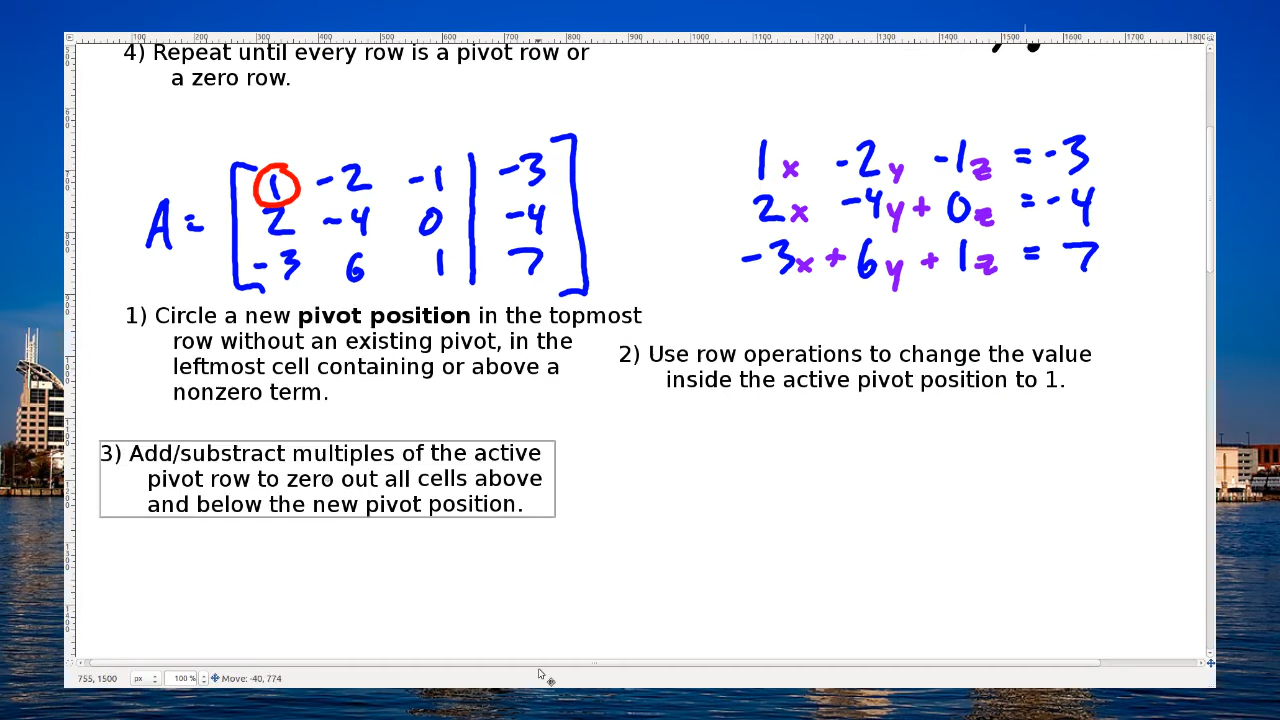 4) Repeat until every row is a pivot row or
a zero row.
A = [ 1 -2 -1 | -3 ]
2 -4 0 | -4
-3 6 1 | 7
1x -2y -1z = -3
2x -4y + 0z = -4
-3x + 6y + 1z = 7
1) Circle a new pivot position in the topmost
row without an existing pivot, in the
leftmost cell containing or above a
nonzero term.
2) Use row operations to change the value
inside the active pivot position to 1.
3) Add/substract multiples of the active
pivot row to zero out all cells above
and below the new pivot position.
755, 1500 px 100 % Move: -40, 774